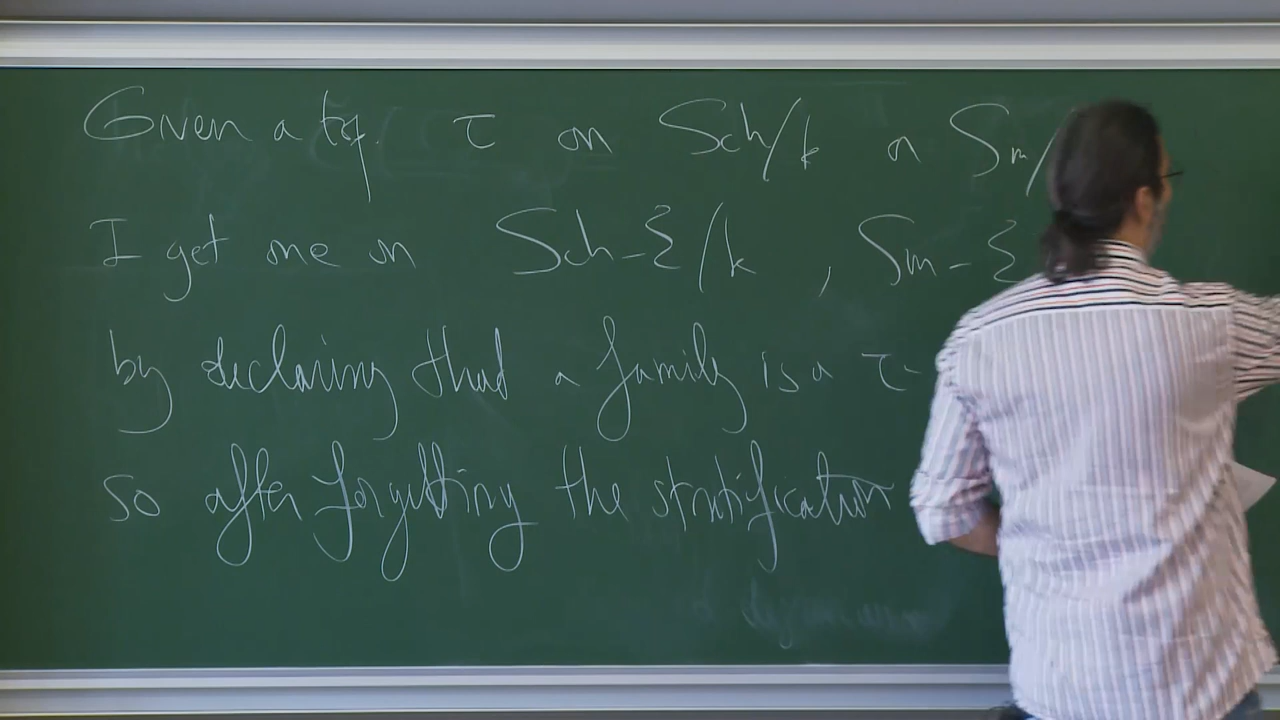 Given a top. τ on Sch/k or Sm/
I get one on Sch-Σ/k , Sm-Σ
by declaring that a family is a τ-
so after forgetting the stratification